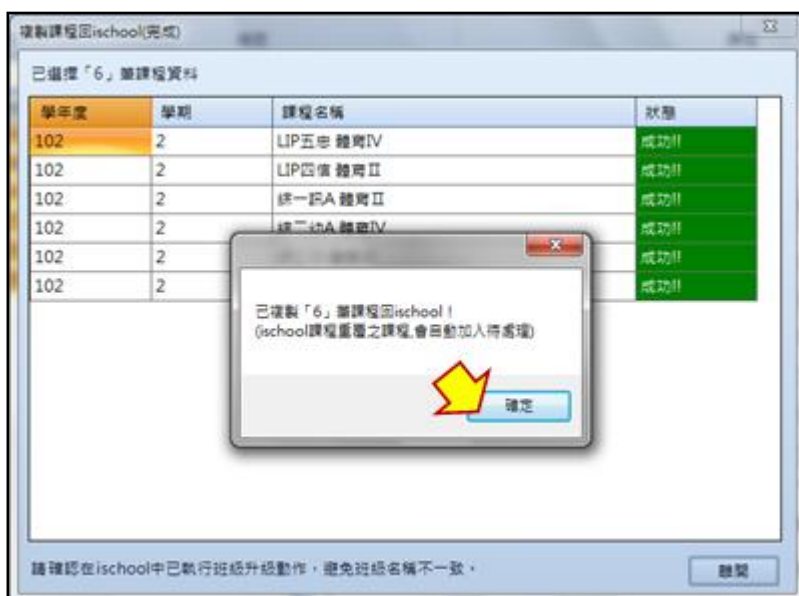 複製課程回ischool(完成)
已選擇「6」筆課程資料
學年度 學期 課程名稱 狀態
102 2 LIP五忠 體育IV 成功!!
102 2 LIP四信 體育II 成功!!
102 2 綜一訊A 體育II 成功!!
102 2 綜二幼A 體育IV 成功!!
102 2 成功!!
102 2 成功!!
已複製「6」筆課程回ischool!
(ischool課程重覆之課程,會自動加入待處理)
確定
請確認在ischool中已執行班級升級動作,避免班級名稱不一致。
離開